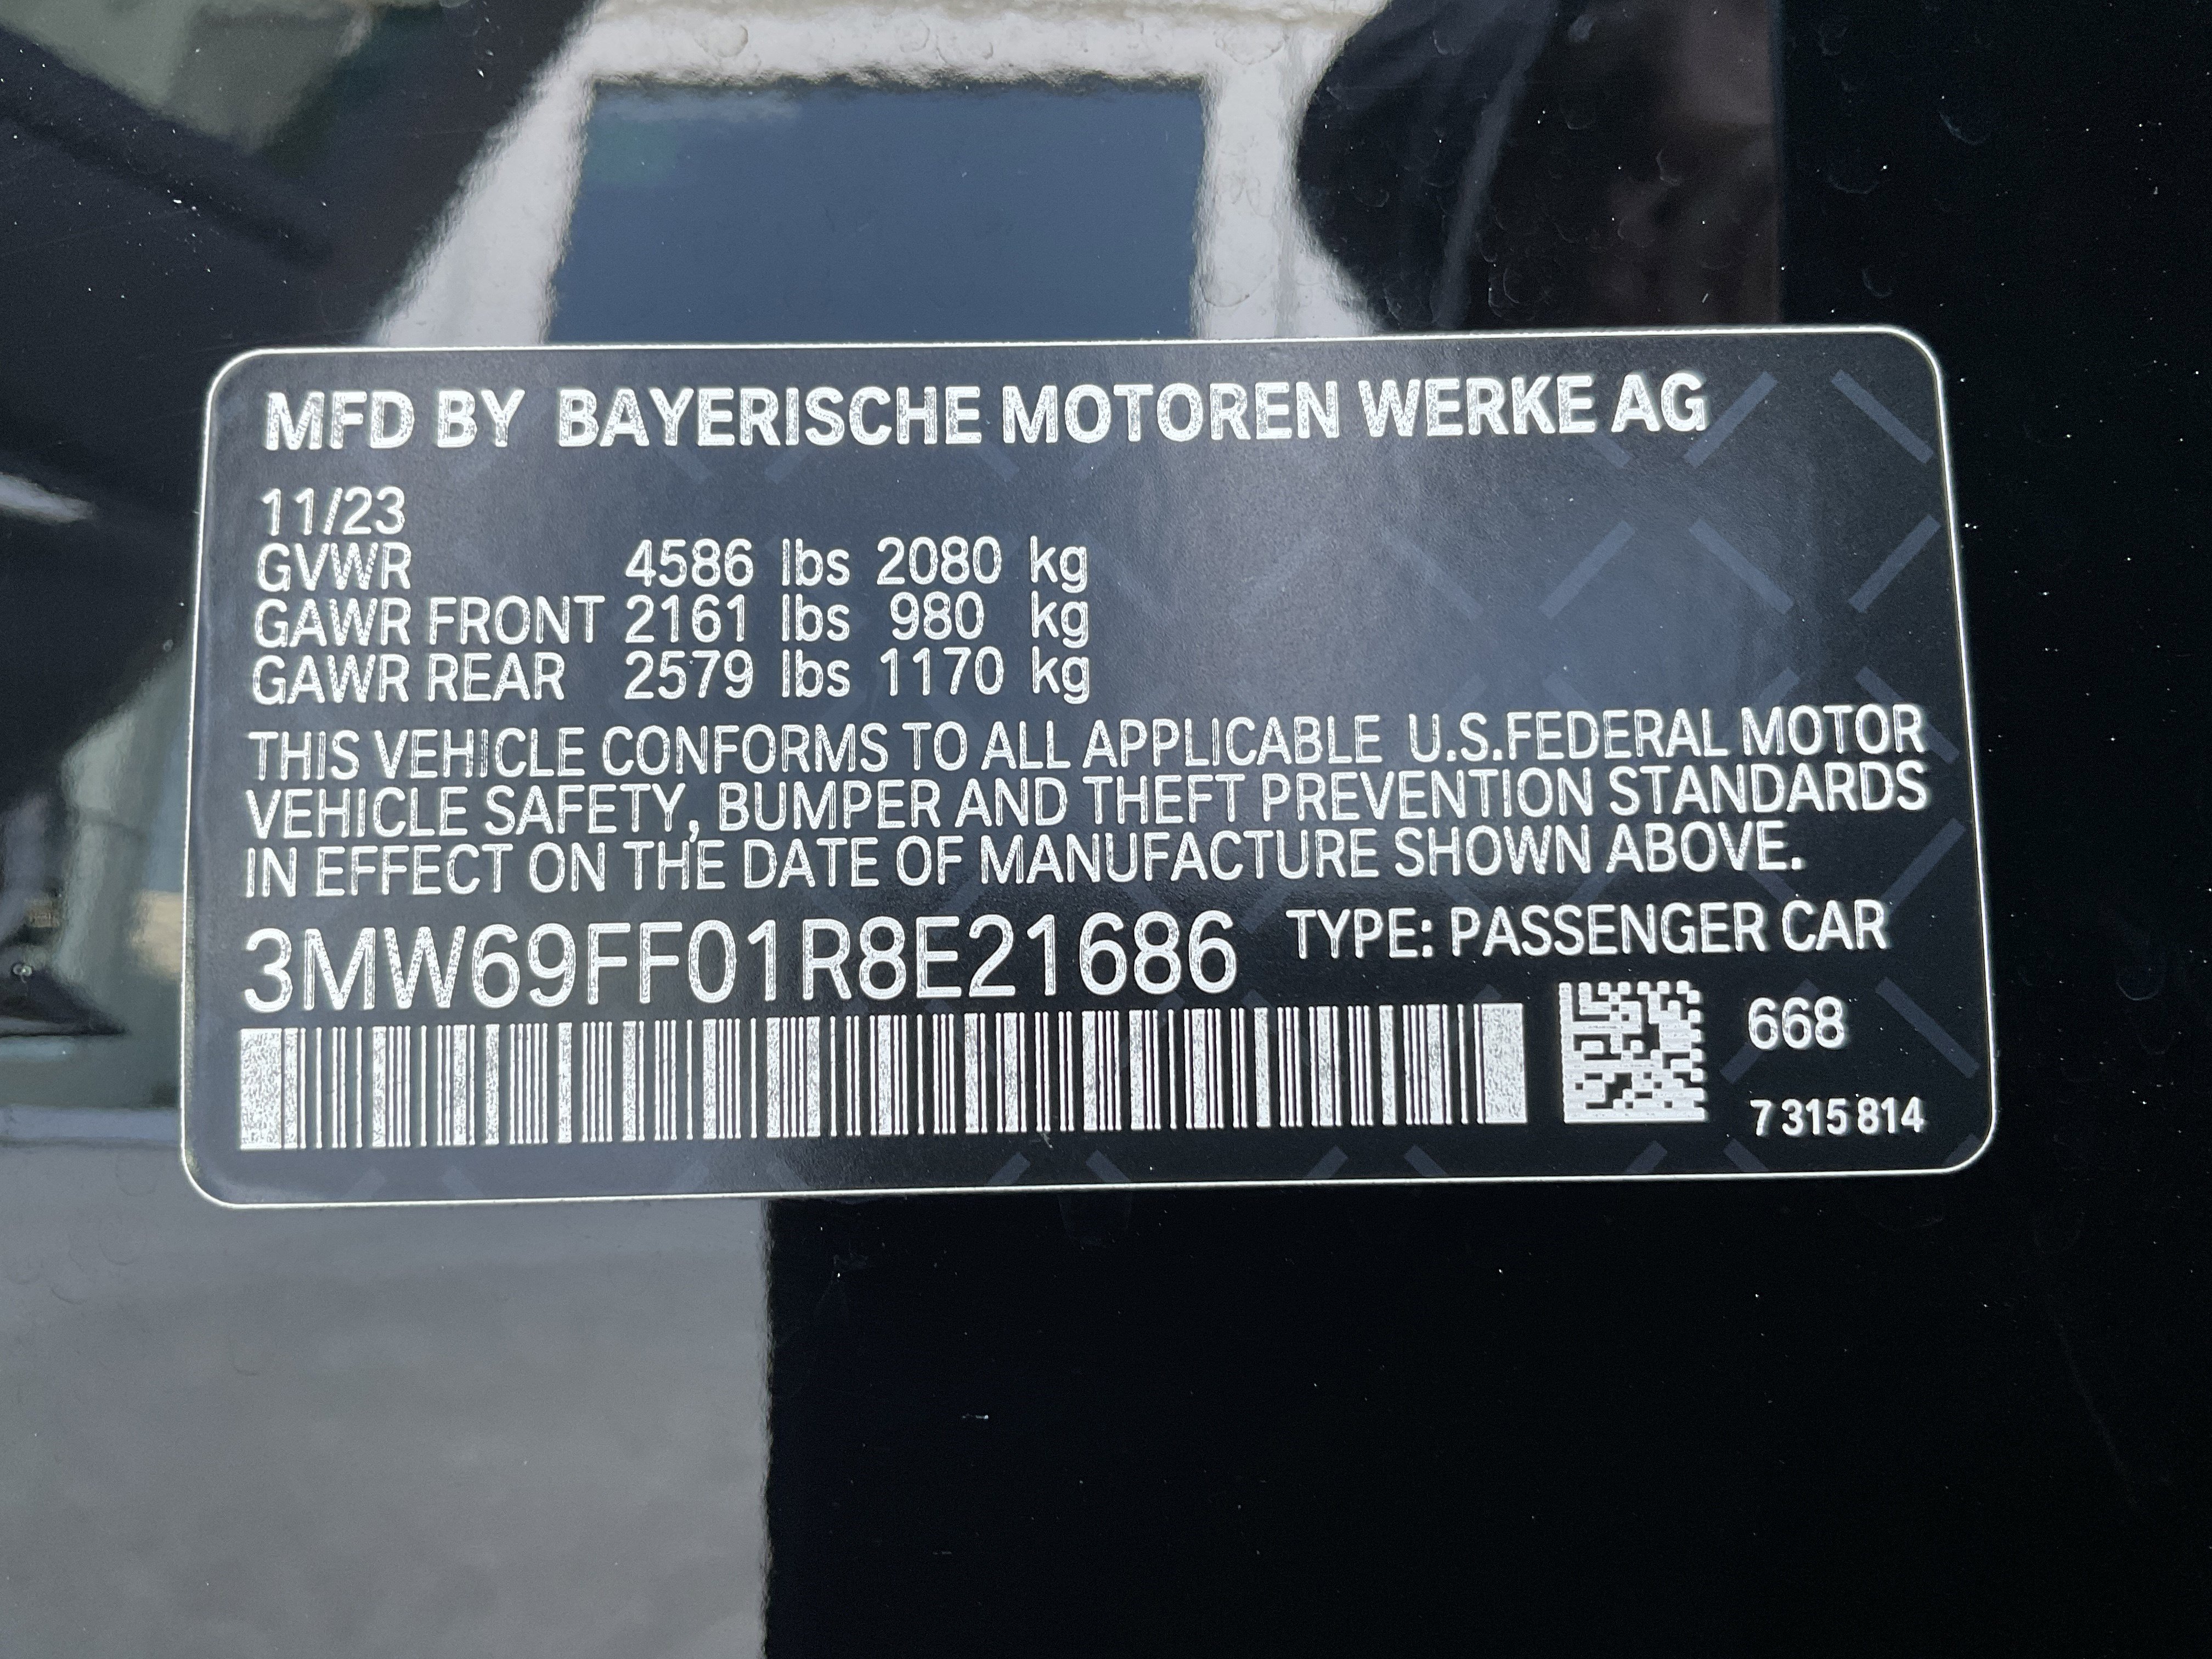 MFD BY BAYERISCHE MOTOREN WERKE AG
11/23
GVWR 4586 lbs 2080 kg
GAWR FRONT 2161 lbs 980 kg
GAWR REAR 2579 lbs 1170 kg
THIS VEHICLE CONFORMS TO ALL APPLICABLE U.S.FEDERAL MOTOR
VEHICLE SAFETY, BUMPER AND THEFT PREVENTION STANDARDS
IN EFFECT ON THE DATE OF MANUFACTURE SHOWN ABOVE.
3MW69FF01R8E21686 TYPE: PASSENGER CAR
668
7 315 814